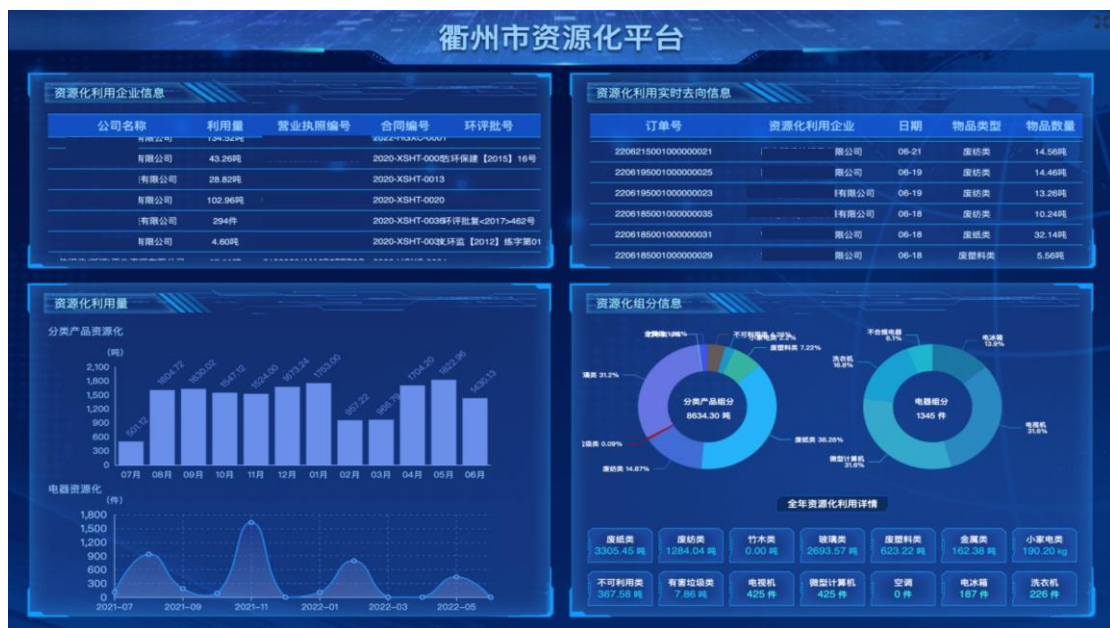 衢州市资源化平台
资源化利用企业信息
公司名称 利用量 营业执照编号 合同编号 环评批号
有限公司 134.52吨
有限公司 43.26吨 2020-XSHT-0005 环保建【2015】16号
有限公司 28.82吨 2020-XSHT-0013
有限公司 102.96吨 2020-XSHT-0020
有限公司 294件 2020-XSHT-0036 环评批复<2017>462号
有限公司 4.60吨 2020-XSHT-003 环监【2012】练字第01
资源化利用实时去向信息
订单号 资源化利用企业 日期 物品类型 物品数量
2206215001000000021 限公司 06-21 废纺类 14.56吨
2206195001000000025 限公司 06-19 废纺类 14.46吨
2206195001000000023 有限公司 06-19 废纺类 13.26吨
2206185001000000035 有限公司 06-18 废纺类 10.24吨
2206185001000000031 限公司 06-18 废纸类 32.14吨
2206185001000000029 限公司 06-18 废塑料类 5.56吨
资源化利用量
分类产品资源化
(吨)
2,100
1,800
1,500
1,200
900
600
300
0
501.12 1604.72 1630.02 1547.12 1524.00 1673.24 1753.00 957.22 966.79 1704.20 1822.96 1430.13
07月 08月 09月 10月 11月 12月 01月 02月 03月 04月 05月 06月
电器资源化
(件)
1,800
1,500
1,200
900
600
300
0
2021-07 2021-09 2021-11 2022-01 2022-03 2022-05
资源化组分信息
废塑料类 7.22%
璃类 31.2%
圾类 0.09%
废纺类 14.87%
废纸类 38.28%
分类产品组分
8634.30 吨
不合规电器
6.1%
电冰箱
13.9%
洗衣机
16.8%
电视机
31.6%
微型计算机
31.6%
电器组分
1345 件
全年资源化利用详情
废纸类 废纺类 竹木类 玻璃类 废塑料类 金属类 小家电类
3305.45 吨 1284.04 吨 0.00 吨 2693.57 吨 623.22 吨 162.38 吨 190.20 kg
不可利用类 有害垃圾类 电视机 微型计算机 空调 电冰箱 洗衣机
367.58 吨 7.86 吨 425 件 425 件 0 件 187 件 226 件